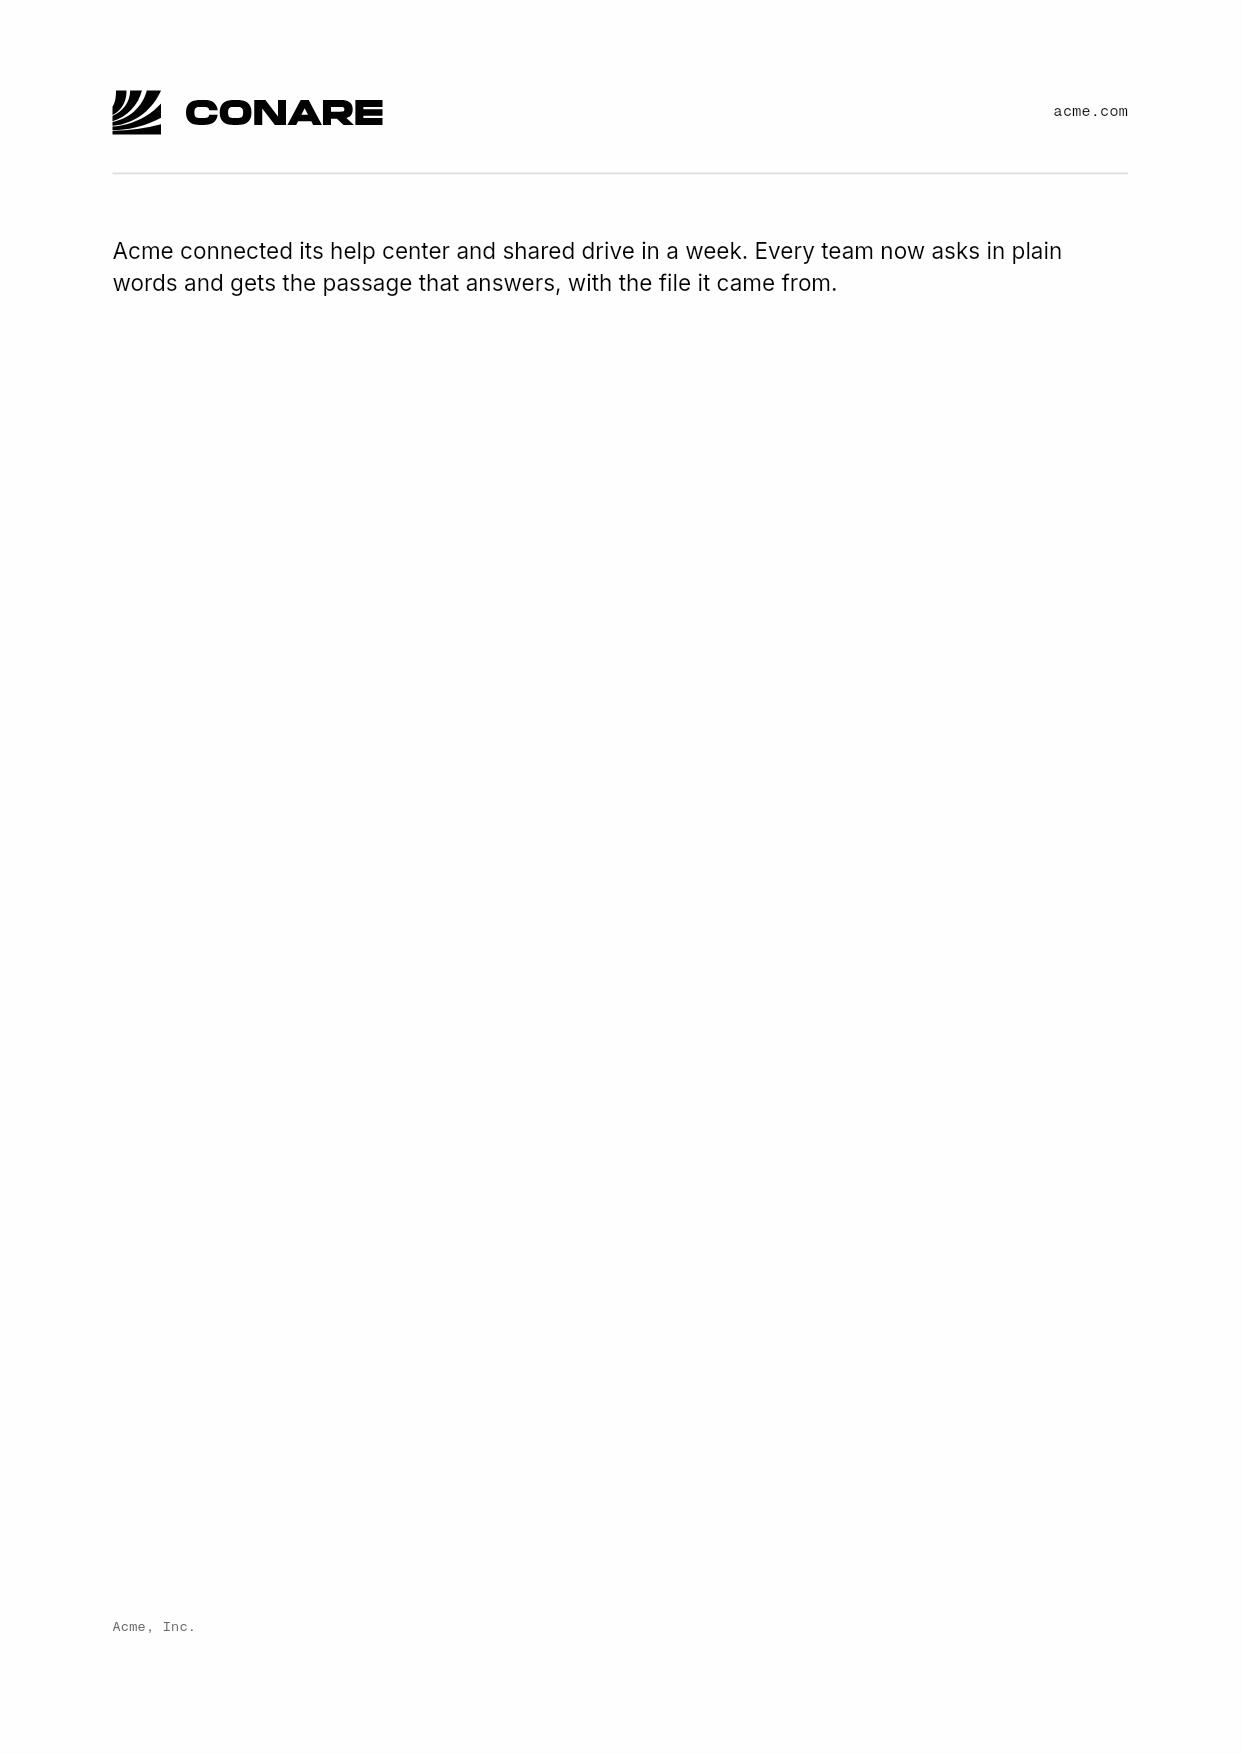 CONARE
acme.com
Acme connected its help center and shared drive in a week. Every team now asks in plain
words and gets the passage that answers, with the file it came from.
Acme, Inc.